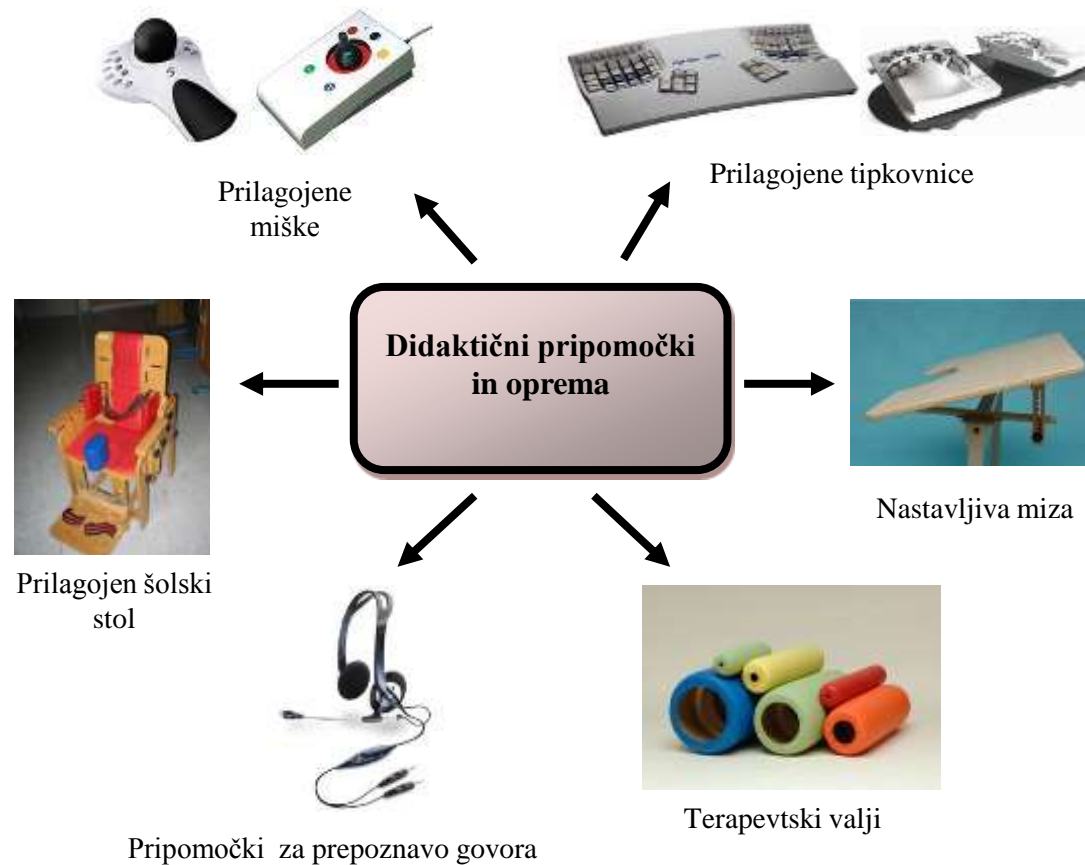 Prilagojene
miške
Prilagojene tipkovnice
Didaktični pripomočki
in oprema
Nastavljiva miza
Prilagojen šolski
stol
Terapevtski valji
Pripomočki za prepoznavo govora